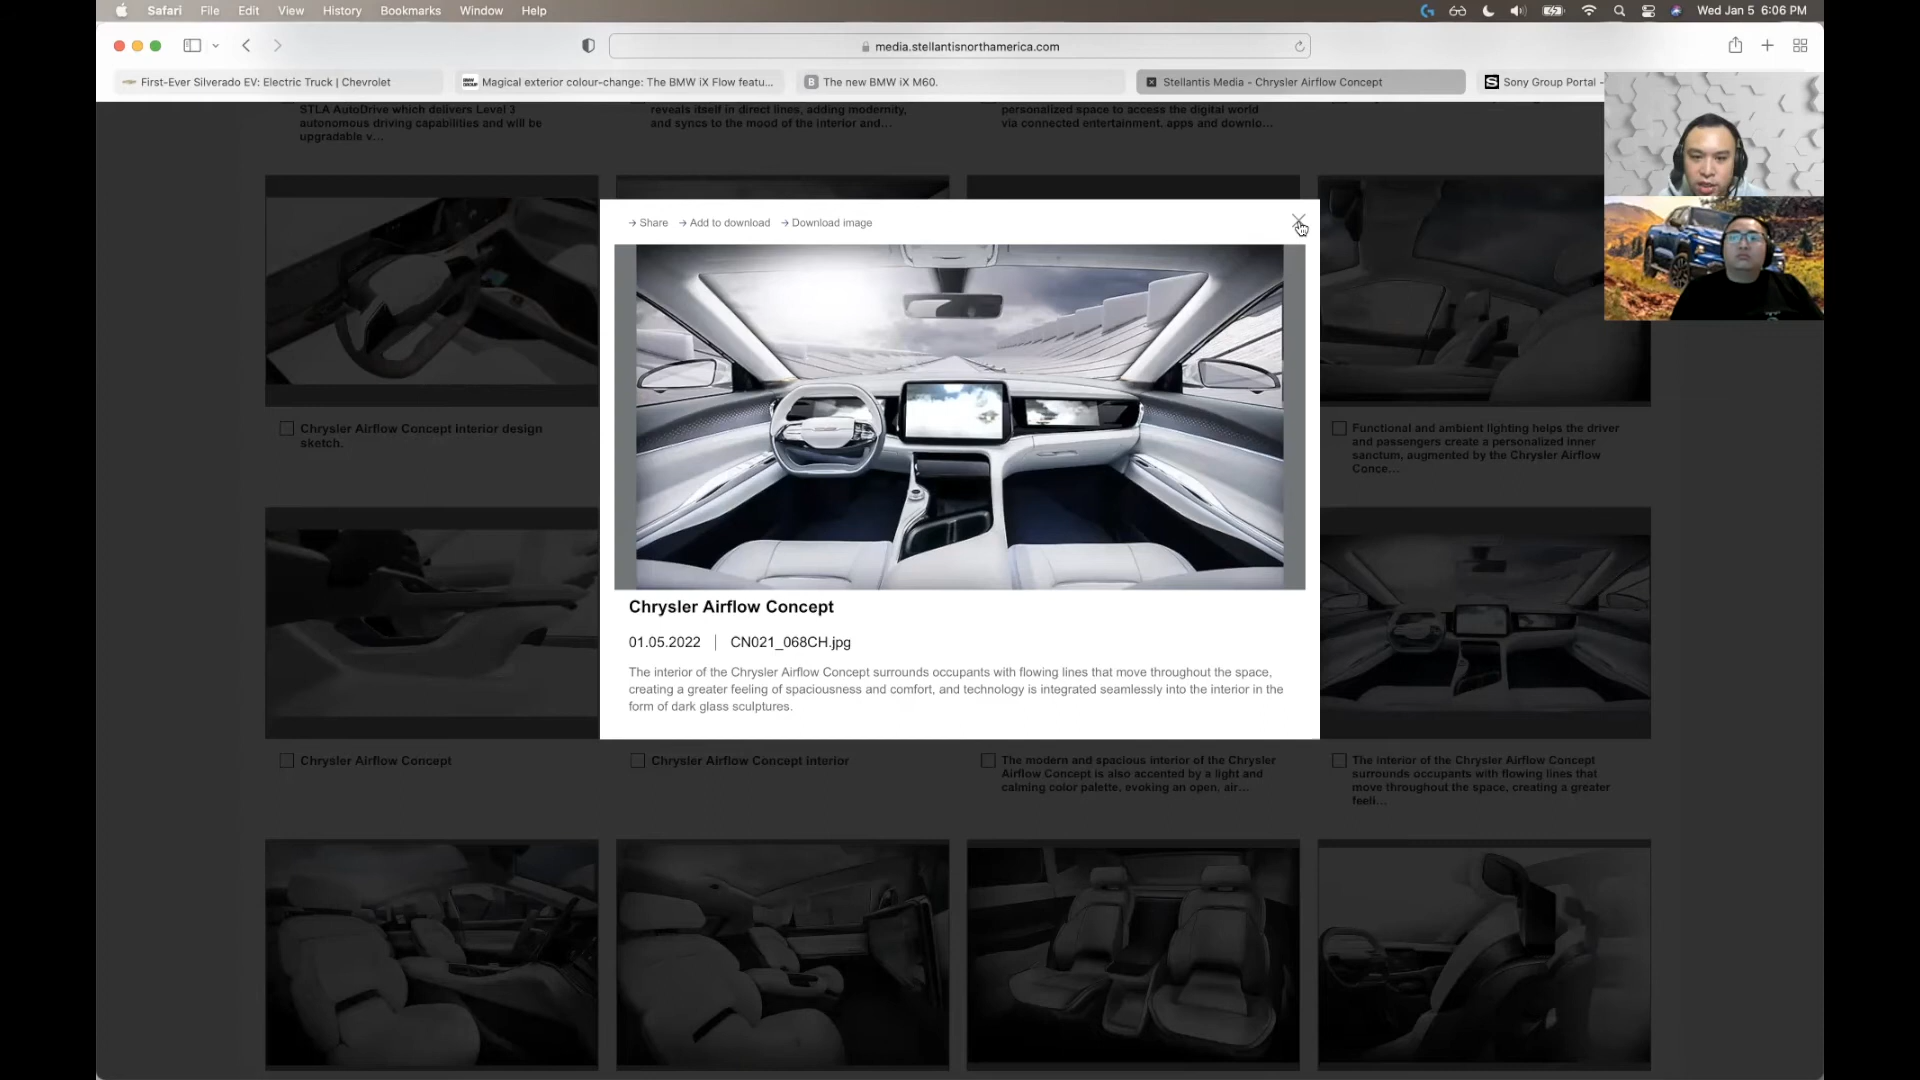 Safari File Edit View History Bookmarks Window Help Wed Jan 5 6:06 PM
media.stellantisnorthamerica.com
First-Ever Silverado EV: Electric Truck | Chevrolet
Magical exterior colour-change: The BMW iX Flow featu...
B The new BMW iX M60.
Stellantis Media - Chrysler Airflow Concept
S Sony Group Portal -
STLA AutoDrive which delivers Level 3
autonomous driving capabilities and will be
upgradable v...
reveals itself in direct lines, adding modernity,
and syncs to the mood of the interior and...
personalized space to access the digital world
via connected entertainment, apps and downlo...
→ Share → Add to download → Download image
Chrysler Airflow Concept
01.05.2022 | CN021_068CH.jpg
The interior of the Chrysler Airflow Concept surrounds occupants with flowing lines that move throughout the space,
creating a greater feeling of spaciousness and comfort, and technology is integrated seamlessly into the interior in the
form of dark glass sculptures.
Chrysler Airflow Concept interior design
sketch.
Functional and ambient lighting helps the driver
and passengers create a personalized inner
sanctum, augmented by the Chrysler Airflow
Conce...
Chrysler Airflow Concept
Chrysler Airflow Concept interior
The modern and spacious interior of the Chrysler
Airflow Concept is also accented by a light and
calming color palette, evoking an open, air...
The interior of the Chrysler Airflow Concept
surrounds occupants with flowing lines that
move throughout the space, creating a greater
feeli...